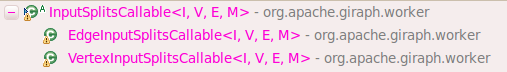 InputSplitsCallable<I, V, E, M> - org.apache.giraph.worker
EdgeInputSplitsCallable<I, V, E, M> - org.apache.giraph.worker
VertexInputSplitsCallable<I, V, E, M> - org.apache.giraph.worker